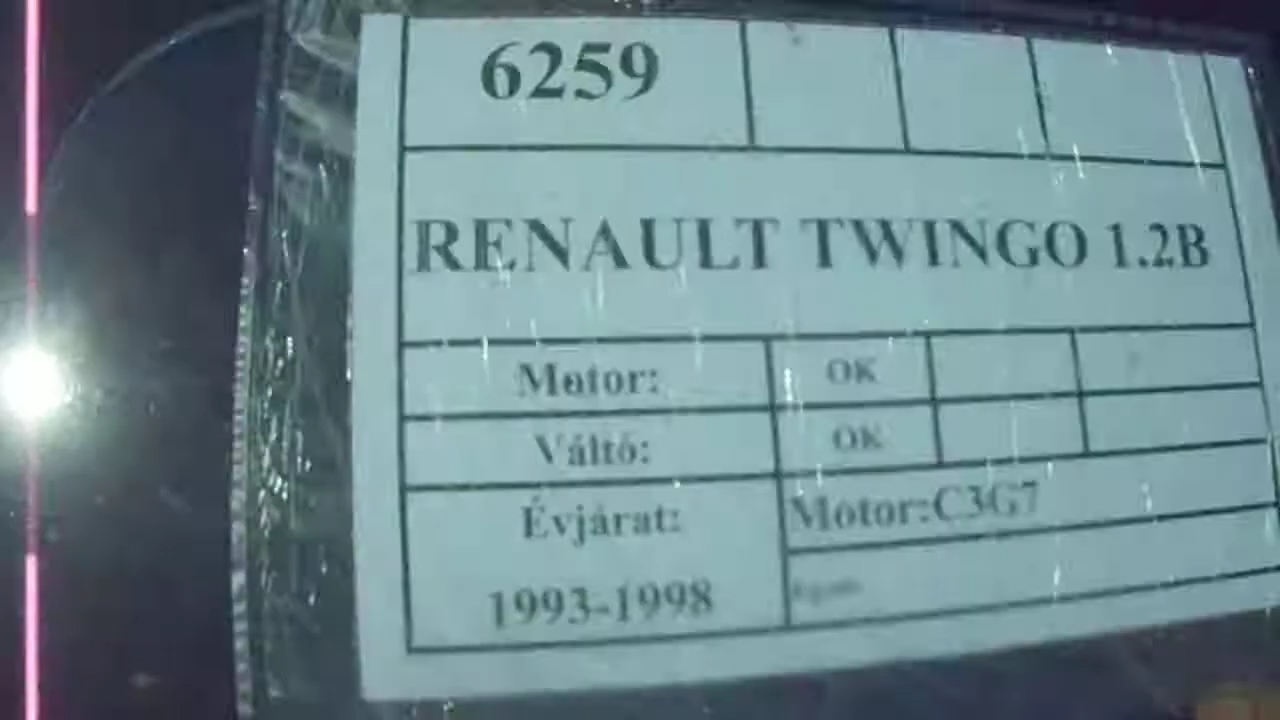 6259
RENAULT TWINGO 1.2B
Motor: OK
Váltó: OK
Évjárat: Motor:C3G7
1993-1998